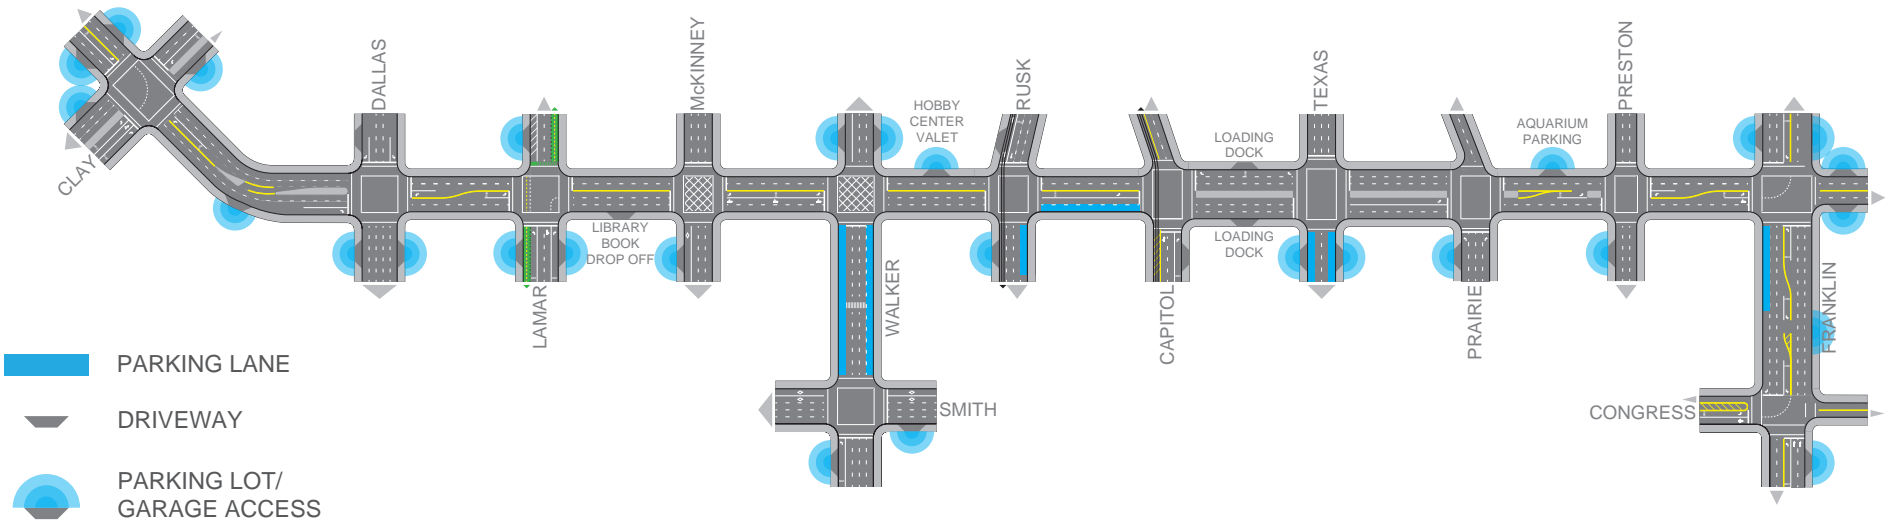 CLAY
DALLAS
LAMAR
LIBRARY
BOOK
DROP OFF
McKINNEY
HOBBY
CENTER
VALET
WALKER
SMITH
RUSK
CAPITOL
LOADING
DOCK
LOADING
DOCK
TEXAS
PRAIRIE
AQUARIUM
PARKING
PRESTON
FRANKLIN
CONGRESS
PARKING LANE
DRIVEWAY
PARKING LOT/
GARAGE ACCESS